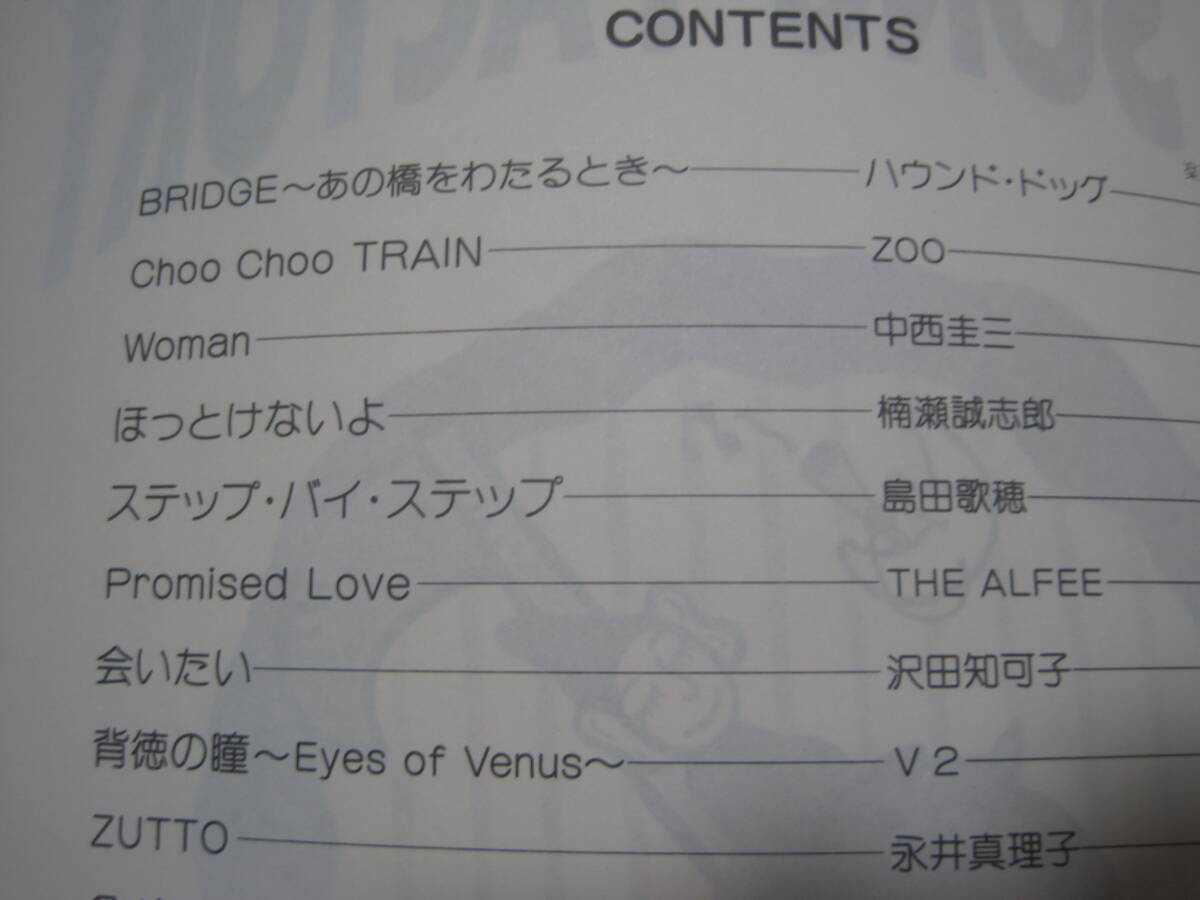 CONTENTS
BRIDGE〜あの橋をわたるとき〜 ハウンド・ドッグ
Choo Choo TRAIN ZOO
Woman 中西圭三
ほっとけないよ 楠瀬誠志郎
ステップ・バイ・ステップ 島田歌穂
Promised Love THE ALFEE
会いたい 沢田知可子
背徳の瞳〜Eyes of Venus〜 V2
ZUTTO 永井真理子